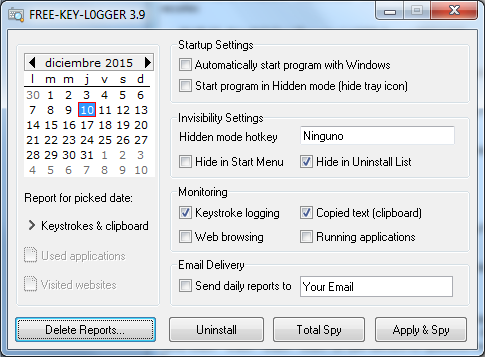 FREE-KEY-L0GGER 3.9
diciembre 2015
l m m j v s d
30 1 2 3 4 5 6
7 8 9 10 11 12 13
14 15 16 17 18 19 20
21 22 23 24 25 26 27
28 29 30 31 1 2 3
4 5 6 7 8 9 10
Report for picked date:
Keystrokes & clipboard
Used applications
Visited websites
Startup Settings
Automatically start program with Windows
Start program in Hidden mode (hide tray icon)
Invisibility Settings
Hidden mode hotkey Ninguno
Hide in Start Menu Hide in Uninstall List
Monitoring
Keystroke logging Copied text (clipboard)
Web browsing Running applications
Email Delivery
Send daily reports to Your Email
Delete Reports... Uninstall Total Spy Apply & Spy